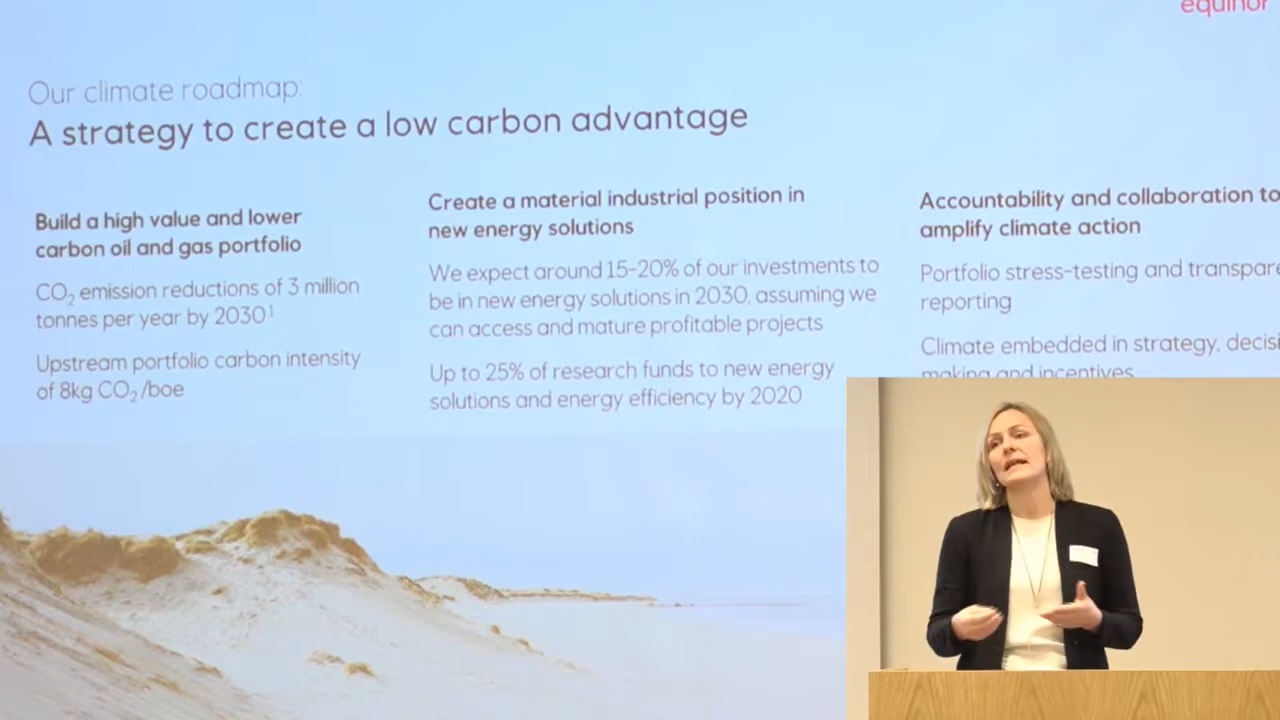 equinor
Our climate roadmap:
A strategy to create a low carbon advantage
Build a high value and lower
carbon oil and gas portfolio
CO₂ emission reductions of 3 million
tonnes per year by 2030¹
Upstream portfolio carbon intensity
of 8kg CO₂/boe
Create a material industrial position in
new energy solutions
We expect around 15-20% of our investments to
be in new energy solutions in 2030, assuming we
can access and mature profitable projects
Up to 25% of research funds to new energy
solutions and energy efficiency by 2020
Accountability and collaboration to
amplify climate action
Portfolio stress-testing and
reporting
Climate embedded in strategy,
making and incentives